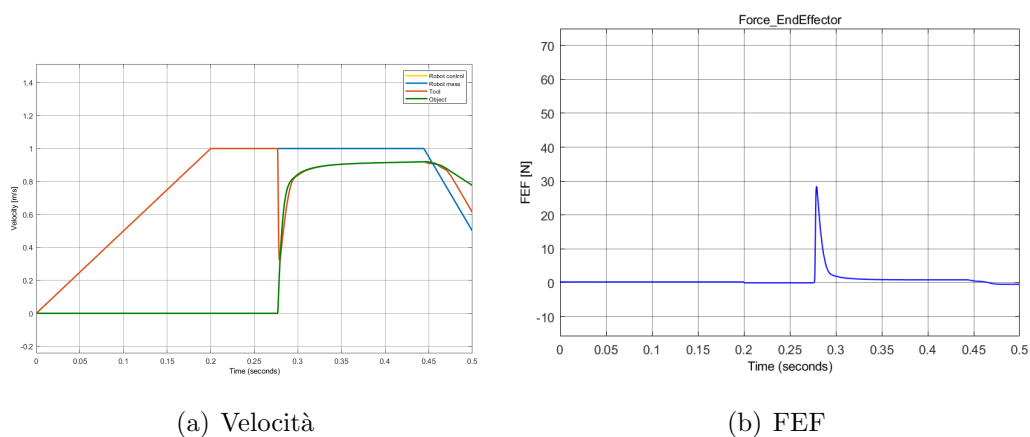 Robot control
Robot mass
Tool
Object
1.4
1.2
1
0.8
0.6
0.4
0.2
0
-0.2
Velocity [m/s]
0 0.05 0.1 0.15 0.2 0.25 0.3 0.35 0.4 0.45 0.5
Time (seconds)
(a) Velocità
Force_EndEffector
70
60
50
40
30
20
10
0
-10
FEF [N]
0 0.05 0.1 0.15 0.2 0.25 0.3 0.35 0.4 0.45 0.5
Time (seconds)
(b) FEF